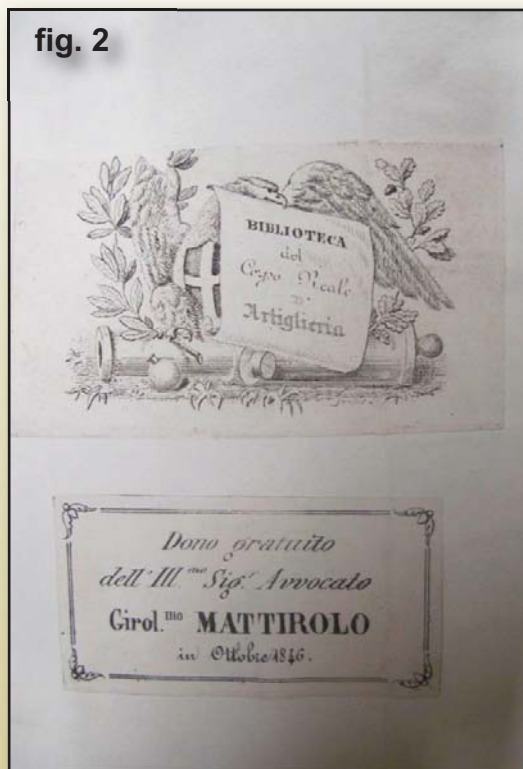 fig. 2
BIBLIOTECA
del
Corpo Reale
D'
Artiglieria
Dono gratuito
dell'Ill.mo Sig.r Avvocato
Girol.mo MATTIROLO
in Ottobre 1846.